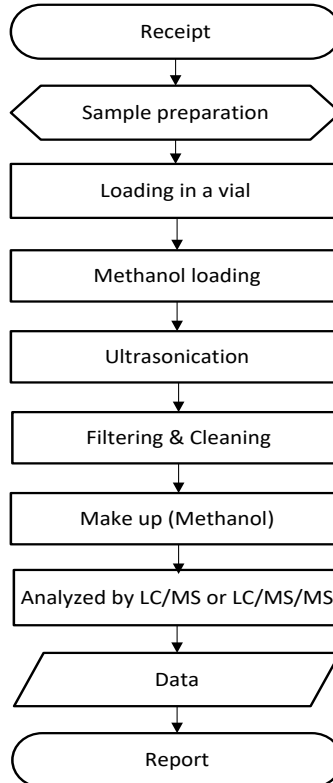 Receipt
Sample preparation
Loading in a vial
Methanol loading
Ultrasonication
Filtering & Cleaning
Make up (Methanol)
Analyzed by LC/MS or LC/MS/MS
Data
Report